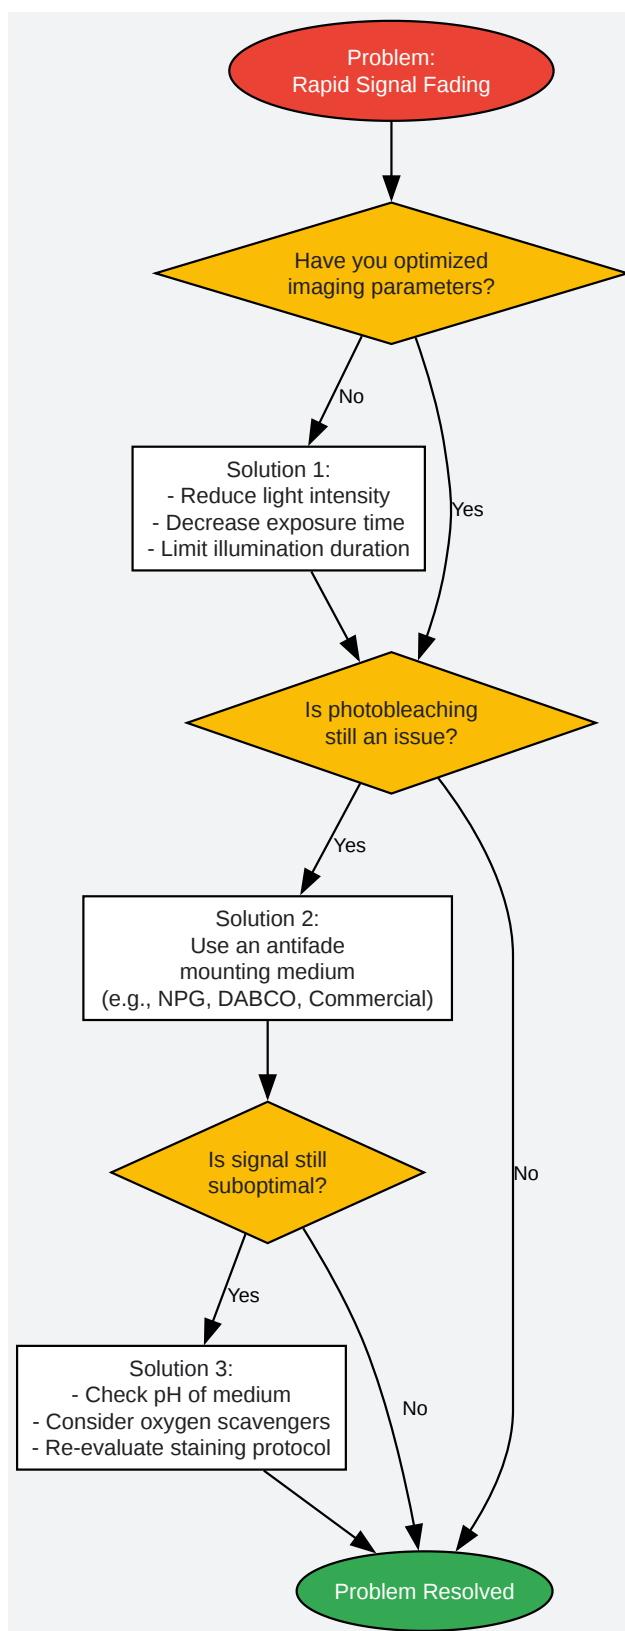 Problem:
Rapid Signal Fading
Have you optimized
imaging parameters?
No
Yes
Solution 1:
- Reduce light intensity
- Decrease exposure time
- Limit illumination duration
Is photobleaching
still an issue?
Yes
No
Solution 2:
Use an antifade
mounting medium
(e.g., NPG, DABCO, Commercial)
Is signal still
suboptimal?
Yes
No
Solution 3:
- Check pH of medium
- Consider oxygen scavengers
- Re-evaluate staining protocol
Problem Resolved